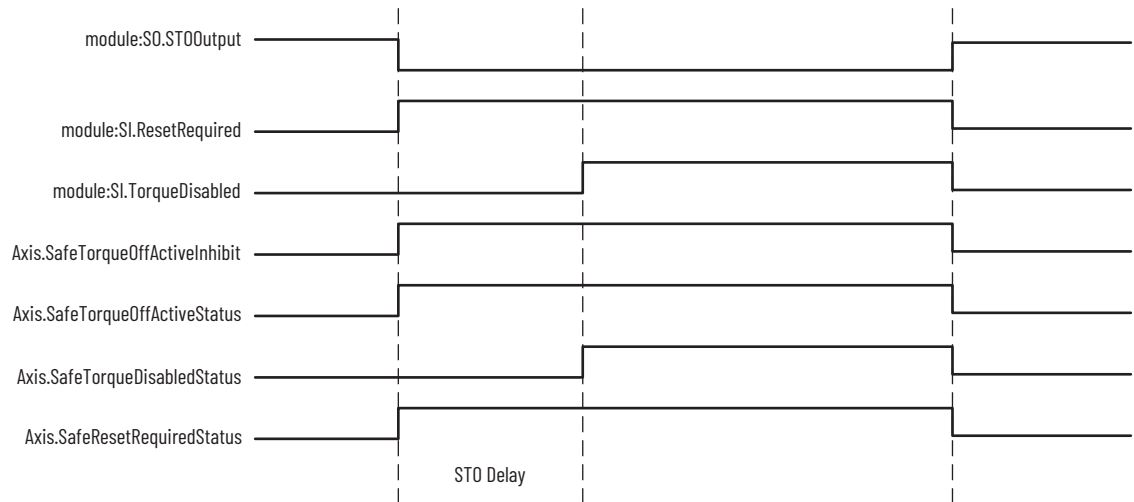 module:SO.STOOutput
module:SI.ResetRequired
module:SI.TorqueDisabled
Axis.SafeTorqueOffActiveInhibit
Axis.SafeTorqueOffActiveStatus
Axis.SafeTorqueDisabledStatus
Axis.SafeResetRequiredStatus
STO Delay